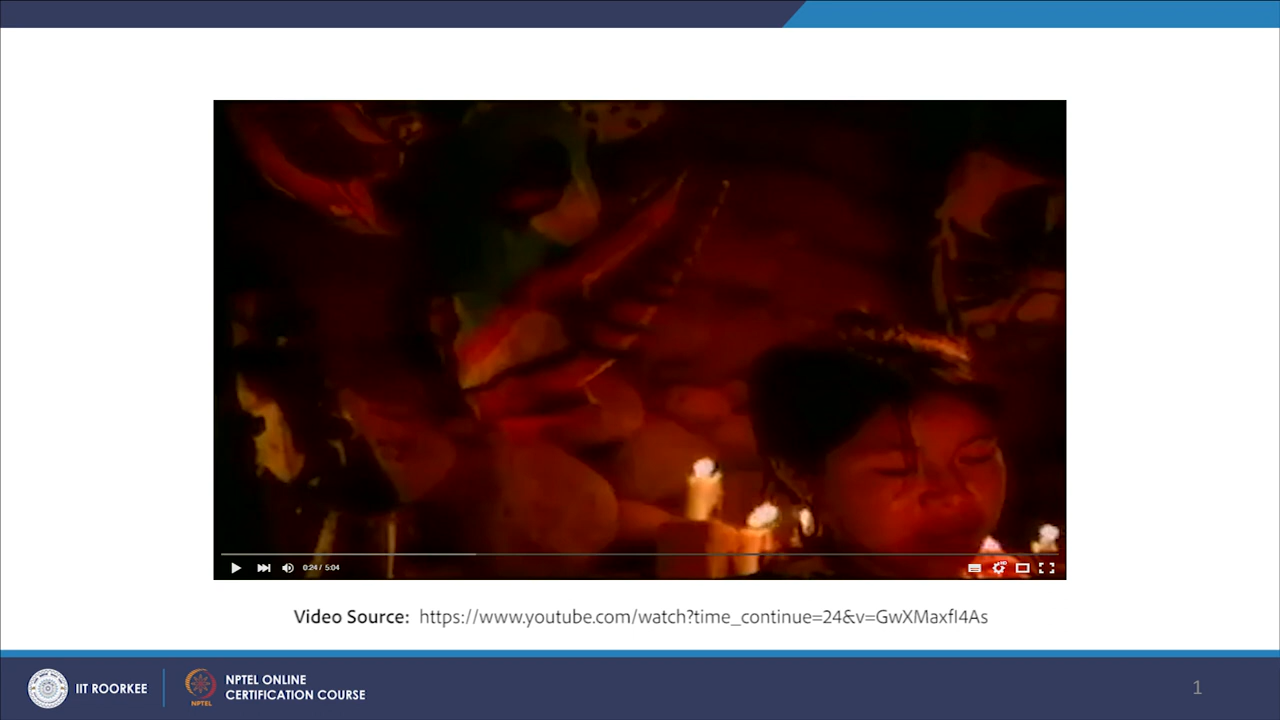 0:24 / 5:04
Video Source: https://www.youtube.com/watch?time_continue=24&v=GwXMaxfI4As
IIT ROORKEE
NPTEL
NPTEL ONLINE
CERTIFICATION COURSE
1